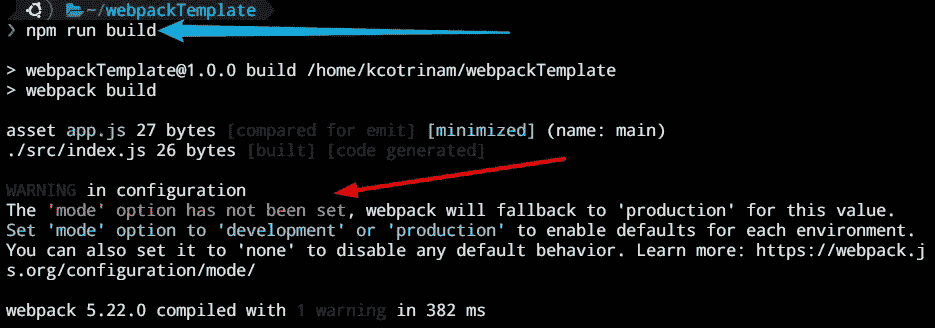 ~/webpackTemplate
❯ npm run build
> webpackTemplate@1.0.0 build /home/kcotrinam/webpackTemplate
> webpack build
asset app.js 27 bytes [compared for emit] [minimized] (name: main)
./src/index.js 26 bytes [built] [code generated]
WARNING in configuration
The 'mode' option has not been set, webpack will fallback to 'production' for this value.
Set 'mode' option to 'development' or 'production' to enable defaults for each environment.
You can also set it to 'none' to disable any default behavior. Learn more: https://webpack.j
s.org/configuration/mode/
webpack 5.22.0 compiled with 1 warning in 382 ms